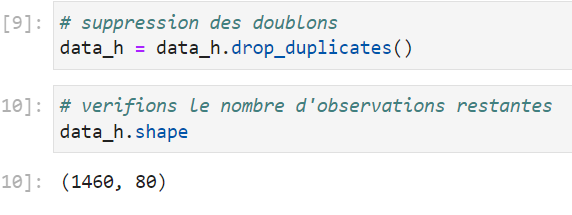 [9]: # suppression des doublons
data_h = data_h.drop_duplicates()
10]: # verifions le nombre d'observations restantes
data_h.shape
10]: (1460, 80)